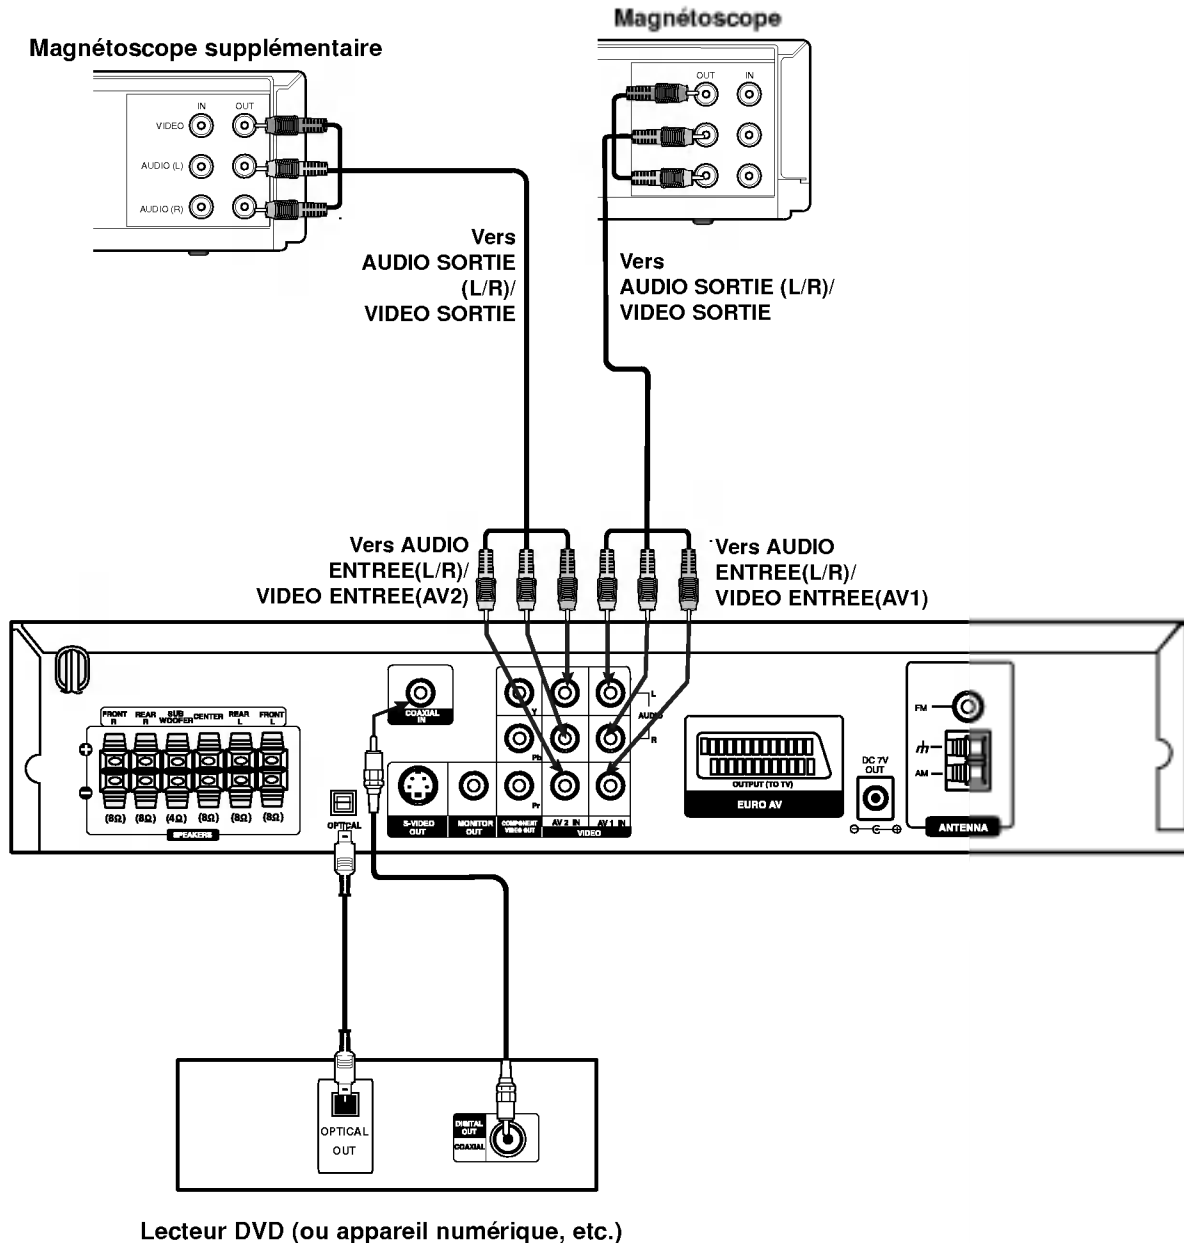 Magnétoscope
Magnétoscope supplémentaire
OUT IN
IN OUT
VIDEO
AUDIO (L)
AUDIO (R)
Vers
AUDIO SORTIE
(L/R)/
VIDEO SORTIE
Vers
AUDIO SORTIE (L/R)/
VIDEO SORTIE
Vers AUDIO
ENTREE(L/R)/
VIDEO ENTREE(AV2)
Vers AUDIO
ENTREE(L/R)/
VIDEO ENTREE(AV1)
FRONT R
REAR R
SUB WOOFER
CENTER
REAR L
FRONT L
(8Ω) (8Ω) (4Ω) (8Ω) (8Ω) (8Ω)
SPEAKERS
OPTICAL
COAXIAL
IN
Y
Pb
Pr
L
AUDIO
R
S-VIDEO
OUT
MONITOR
OUT
COMPONENT
VIDEO OUT
AV 2 IN
AV 1 IN
VIDEO
OUTPUT (TO TV)
EURO AV
DC 7V
OUT
FM
AM
ANTENNA
OPTICAL
OUT
DIGITAL
OUT
COAXIAL
Lecteur DVD (ou appareil numérique, etc.)